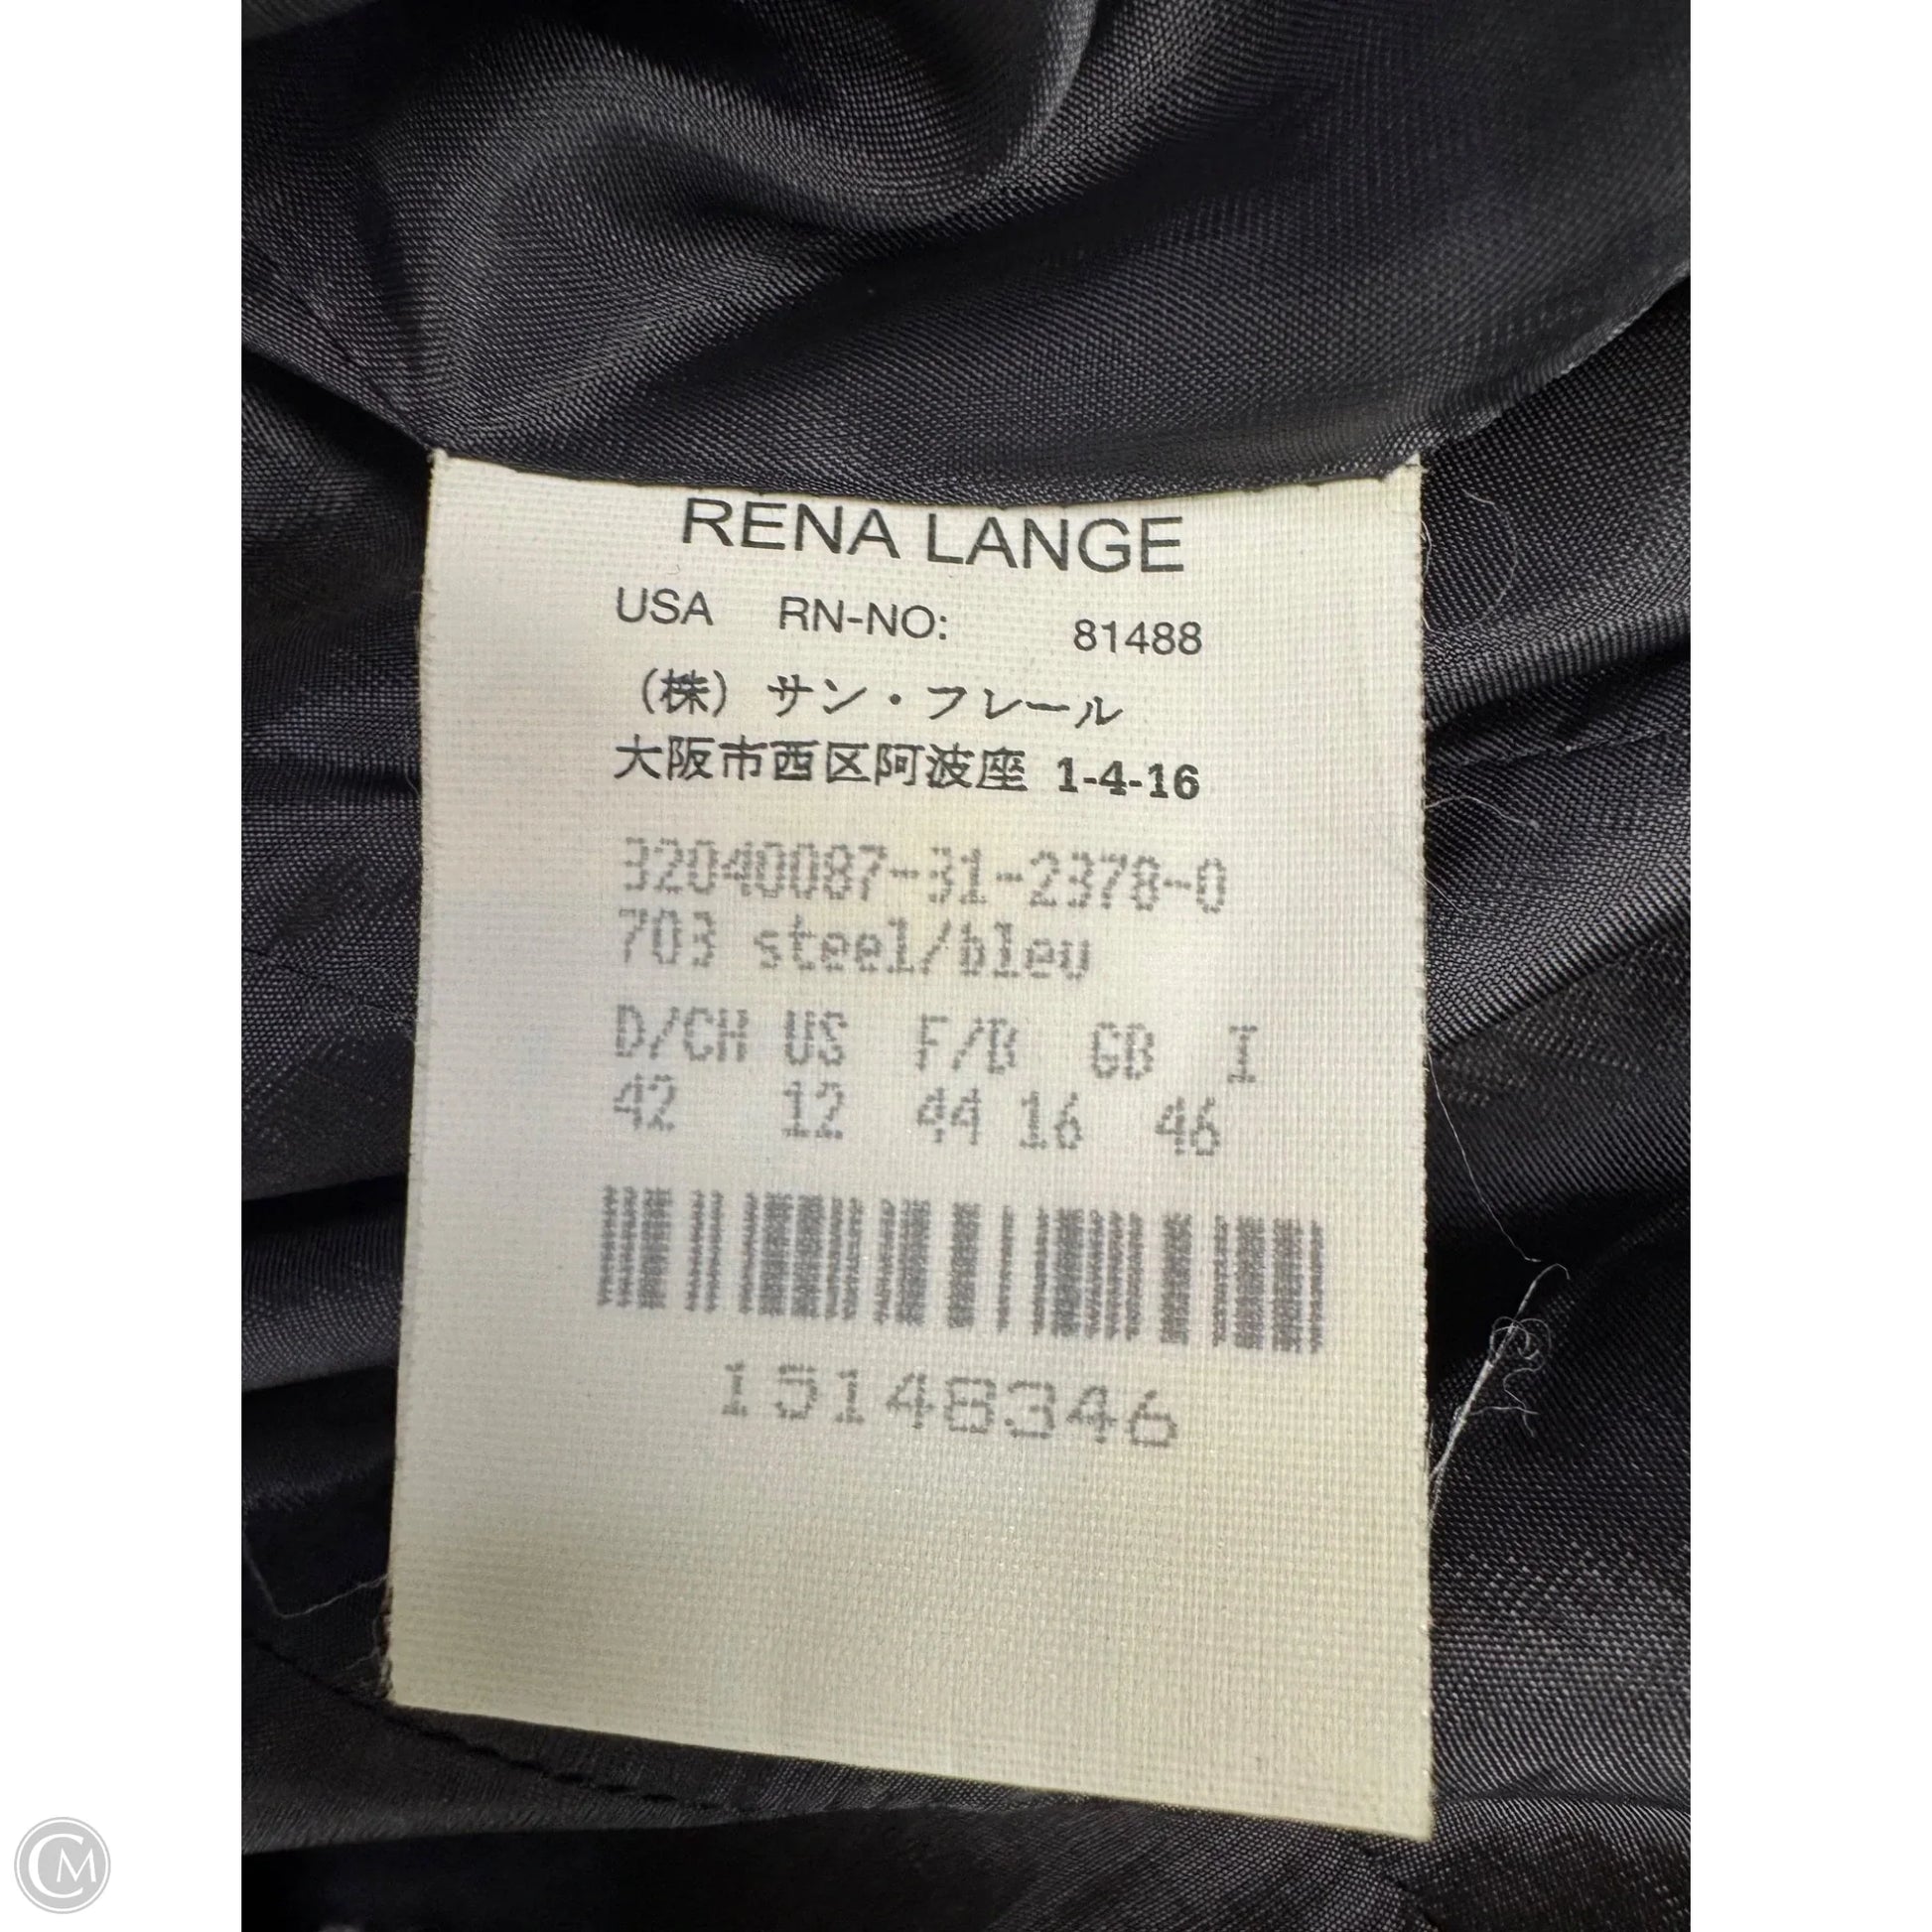 RENA LANGE
USA RN-NO: 81488
(株) サン・フレール
大阪市西区阿波座 1-4-16
32040087-31-2378-0
703 steel/bleu
D/CH US F/B GB I
42 12 44 16 46
15148346
CM